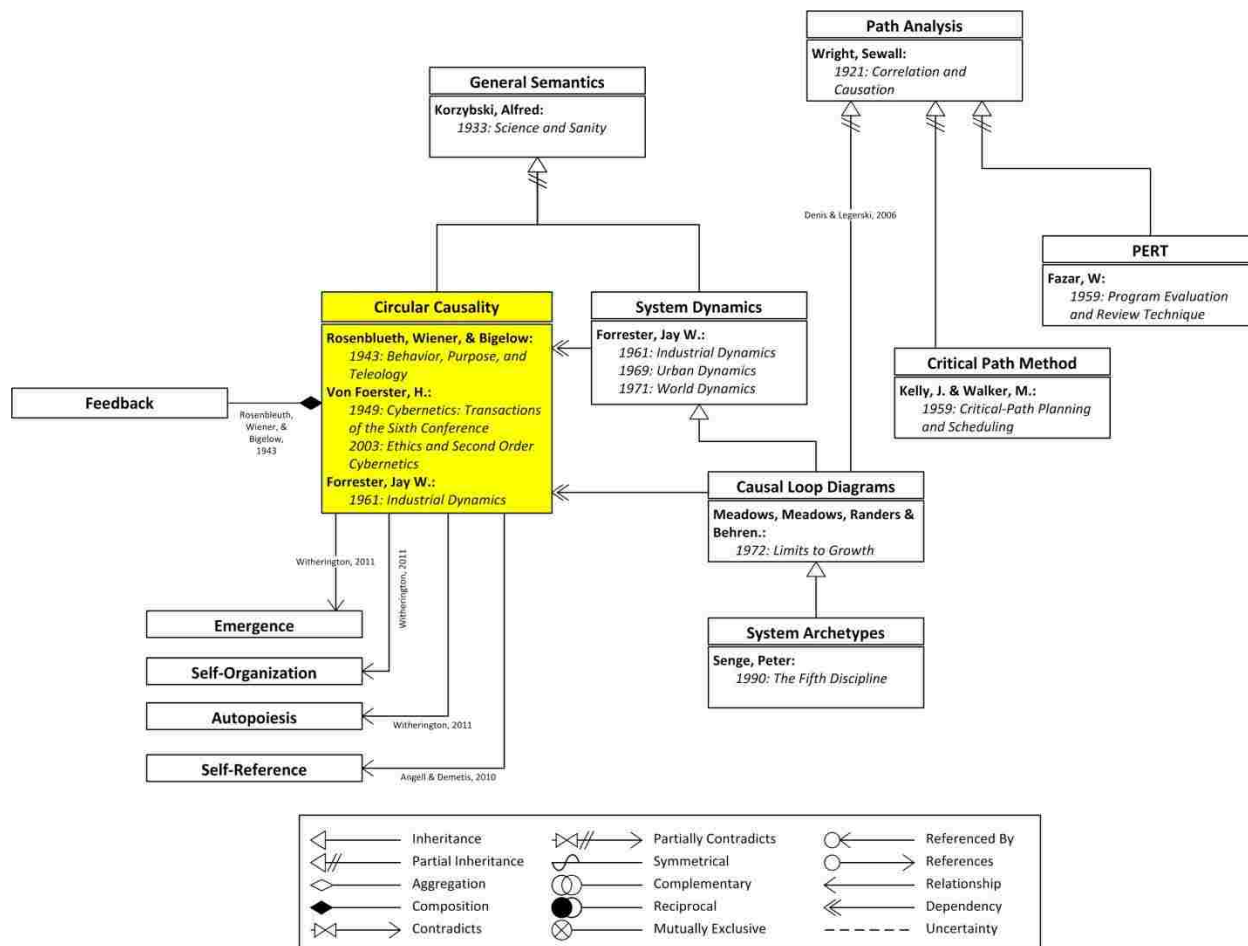 Path Analysis
Wright, Sewall:
1921: Correlation and
Causation
General Semantics
Korzybski, Alfred:
1933: Science and Sanity
Denis & Legerski, 2006
PERT
Fazar, W:
1959: Program Evaluation
and Review Technique
Circular Causality
Rosenblueth, Wiener, & Bigelow:
1943: Behavior, Purpose, and
Teleology
Von Foerster, H.:
1949: Cybernetics: Transactions
of the Sixth Conference
2003: Ethics and Second Order
Cybernetics
Forrester, Jay W.:
1961: Industrial Dynamics
System Dynamics
Forrester, Jay W.:
1961: Industrial Dynamics
1969: Urban Dynamics
1971: World Dynamics
Critical Path Method
Kelly, J. & Walker, M.:
1959: Critical-Path Planning
and Scheduling
Feedback
Rosenbleuth,
Wiener, &
Bigelow,
1943
Causal Loop Diagrams
Meadows, Meadows, Randers &
Behren.:
1972: Limits to Growth
Witherington, 2011
Witherington, 2011
Emergence
Self-Organization
Autopoiesis
Witherington, 2011
Self-Reference
Angell & Demetis, 2010
System Archetypes
Senge, Peter:
1990: The Fifth Discipline
Inheritance
Partial Inheritance
Aggregation
Composition
Contradicts
Partially Contradicts
Symmetrical
Complementary
Reciprocal
Mutually Exclusive
Referenced By
References
Relationship
Dependency
Uncertainty